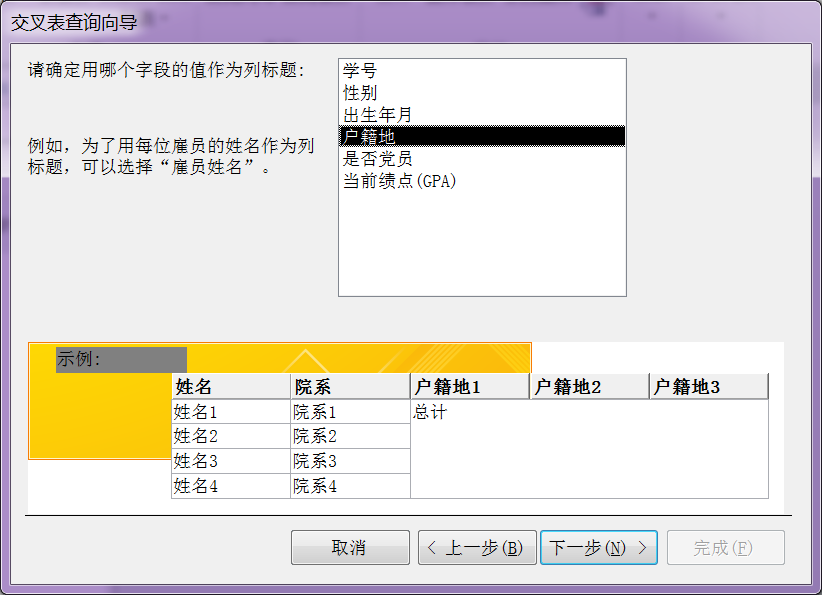 交叉表查询向导
请确定用哪个字段的值作为列标题:
例如，为了用每位雇员的姓名作为列
标题，可以选择“雇员姓名”。
学号
性别
出生年月
户籍地
是否党员
当前绩点(GPA)
示例:
姓名 院系 户籍地1 户籍地2 户籍地3
姓名1 院系1 总计
姓名2 院系2
姓名3 院系3
姓名4 院系4
取消 < 上一步(B) 下一步(N) > 完成(F)